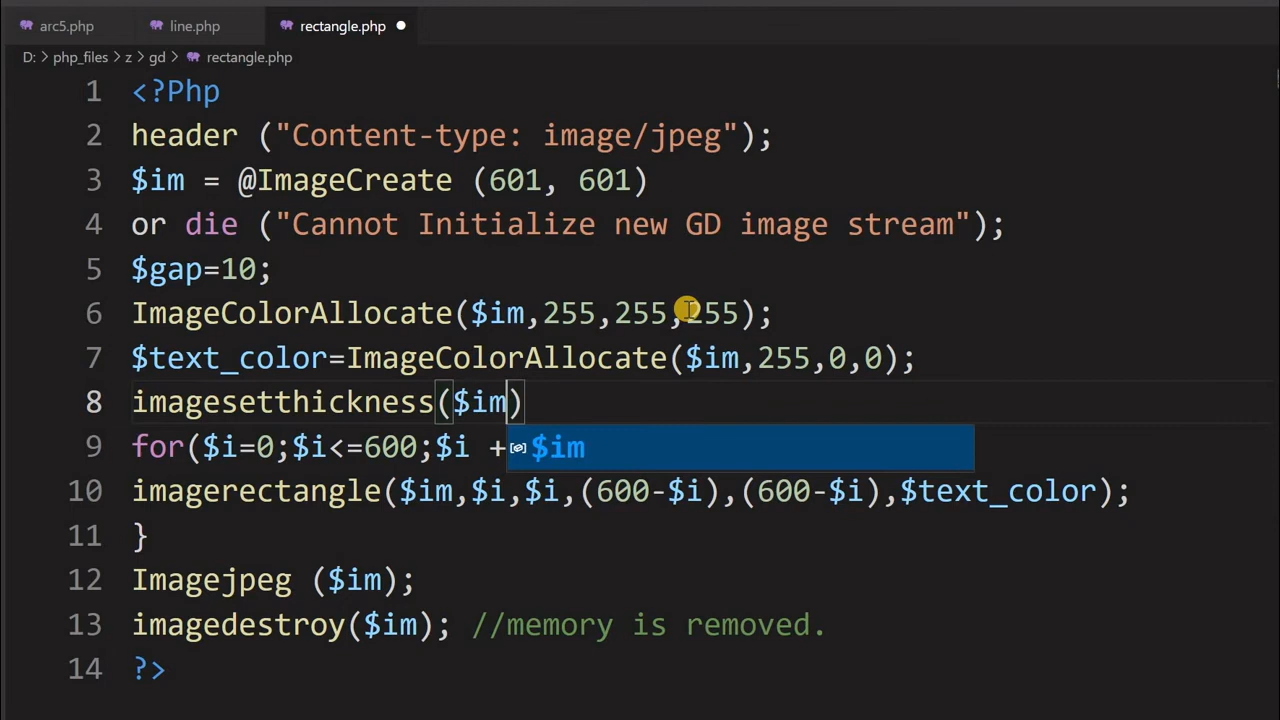 arc5.php line.php rectangle.php
D: > php_files > z > gd > rectangle.php
1 <?Php
2 header ("Content-type: image/jpeg");
3 $im = @ImageCreate (601, 601)
4 or die ("Cannot Initialize new GD image stream");
5 $gap=10;
6 ImageColorAllocate($im,255,255,255);
7 $text_color=ImageColorAllocate($im,255,0,0);
8 imagesetthickness($im)
9 for($i=0;$i<=600;$i +
$im
10 imagerectangle($im,$i,$i,(600-$i),(600-$i),$text_color);
11 }
12 Imagejpeg ($im);
13 imagedestroy($im); //memory is removed.
14 ?>